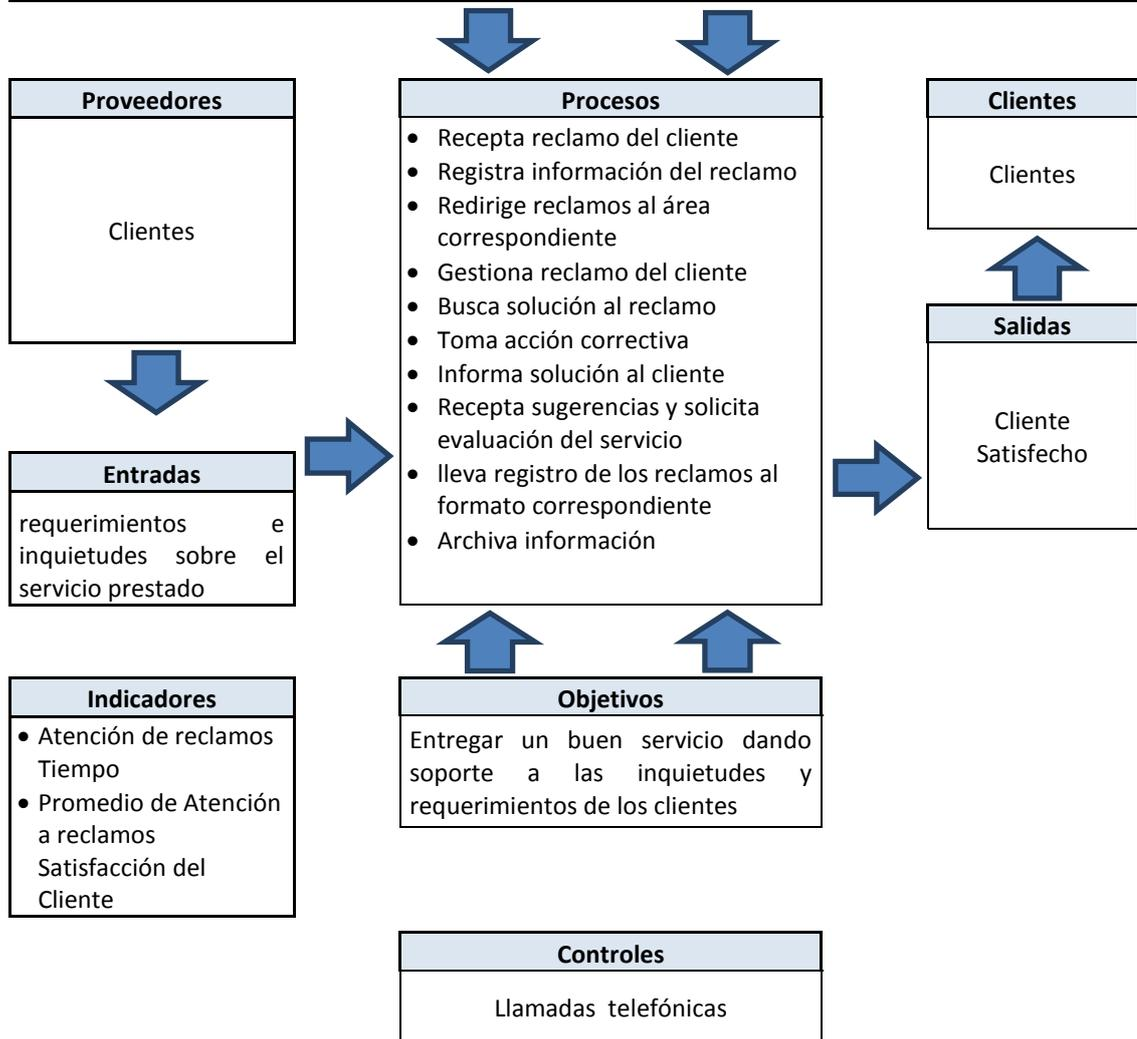 Proveedores
Clientes
Entradas
requerimientos e
inquietudes sobre el
servicio prestado
Indicadores
• Atención de reclamos
Tiempo
• Promedio de Atención
a reclamos
Satisfacción del
Cliente
Procesos
• Recepta reclamo del cliente
• Registra información del reclamo
• Redirige reclamos al área
correspondiente
• Gestiona reclamo del cliente
• Busca solución al reclamo
• Toma acción correctiva
• Informa solución al cliente
• Recepta sugerencias y solicita
evaluación del servicio
• lleva registro de los reclamos al
formato correspondiente
• Archiva información
Objetivos
Entregar un buen servicio dando
soporte a las inquietudes y
requerimientos de los clientes
Controles
Llamadas telefónicas
Clientes
Clientes
Salidas
Cliente
Satisfecho